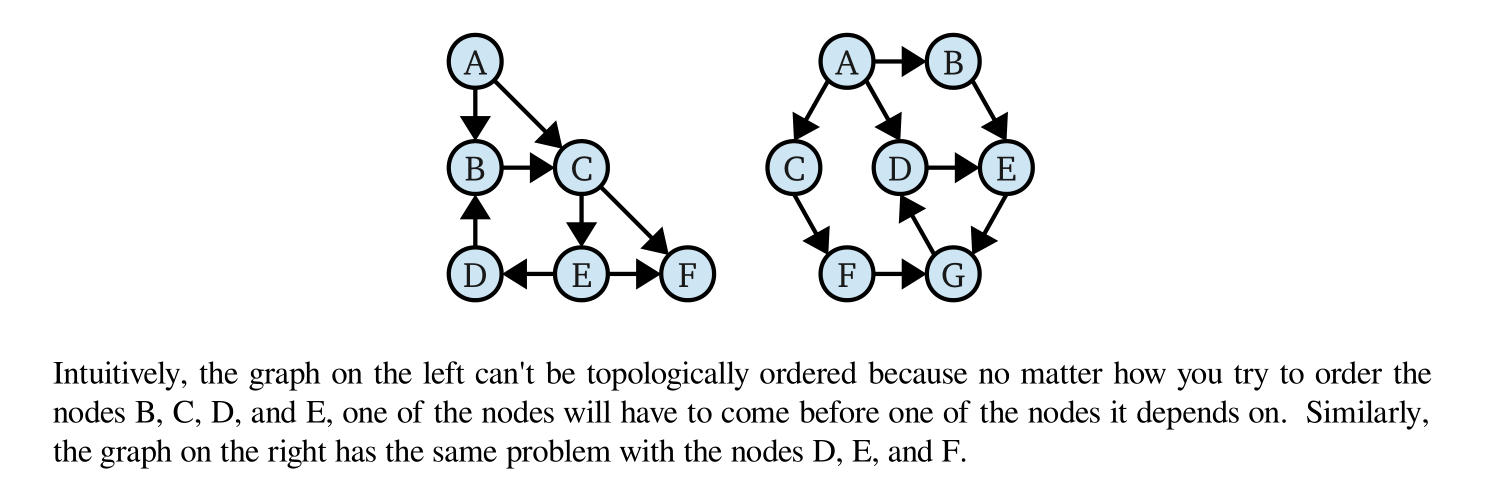 A
A
B
B
C
C
D
E
D
E
F
F
G
Intuitively, the graph on the left can't be topologically ordered because no matter how you try to order the
nodes B, C, D, and E, one of the nodes will have to come before one of the nodes it depends on. Similarly,
the graph on the right has the same problem with the nodes D, E, and F.